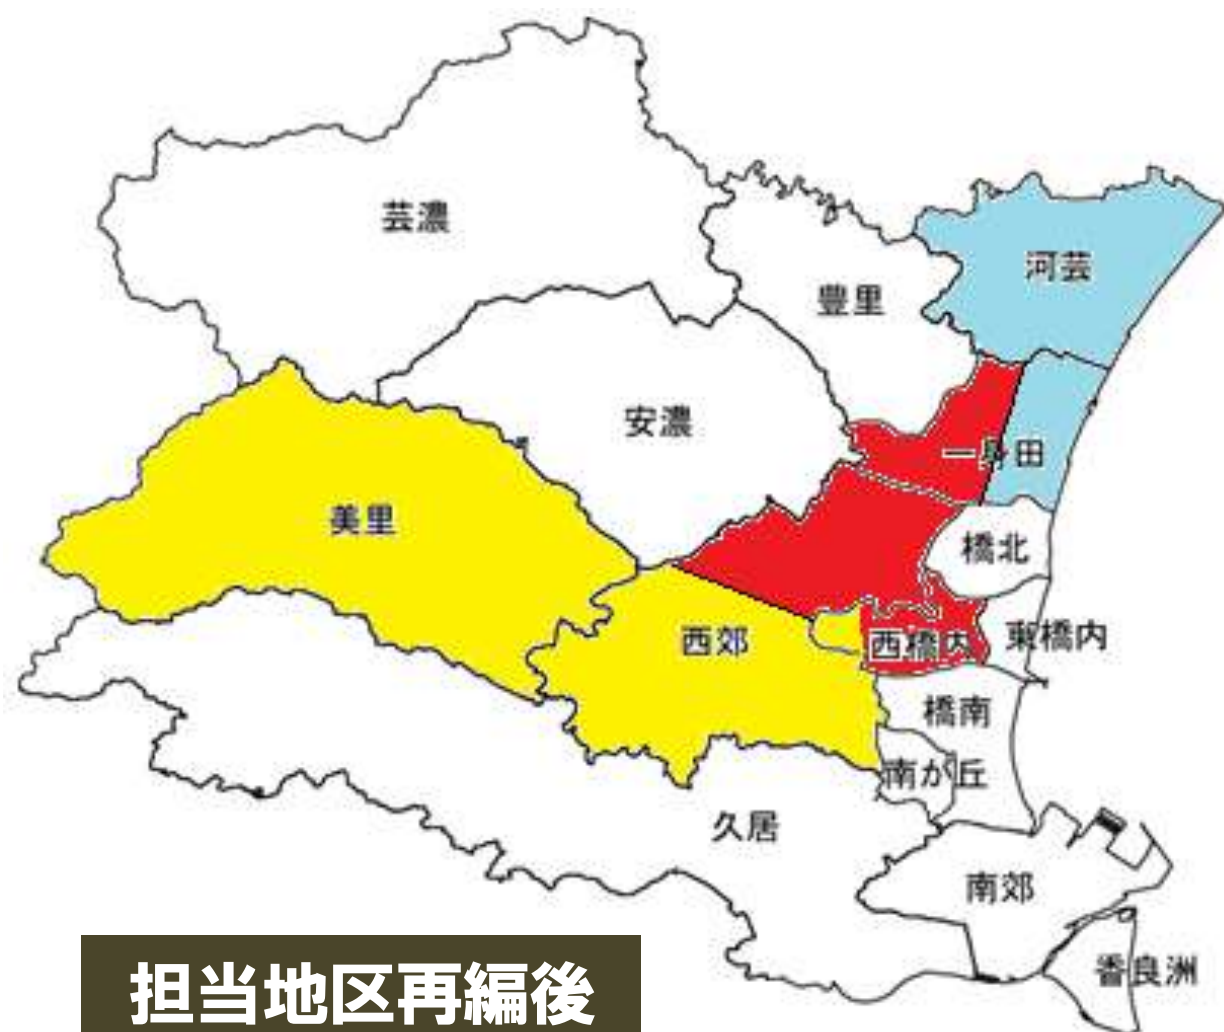 芸濃
河芸
豊里
安濃
一身田
美里
橋北
西郊
西橋内
東橋内
橋南
南が丘
久居
南郊
香良洲
担当地区再編後